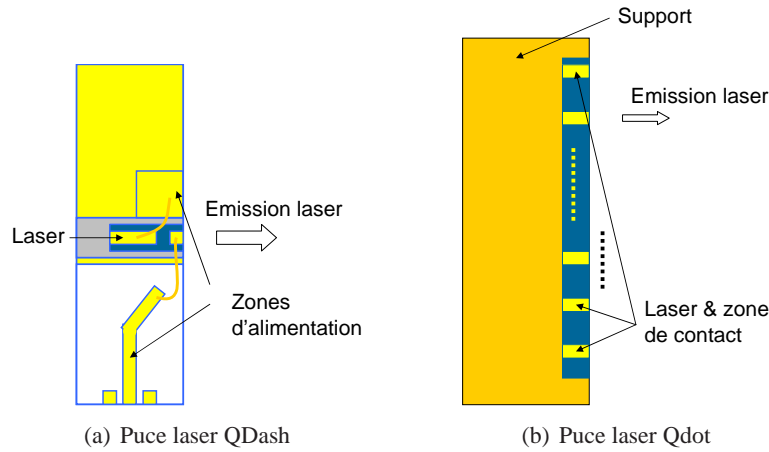 Support
Emission laser
Emission laser
Laser
Zones
d'alimentation
Laser & zone
de contact
(a) Puce laser QDash
(b) Puce laser Qdot